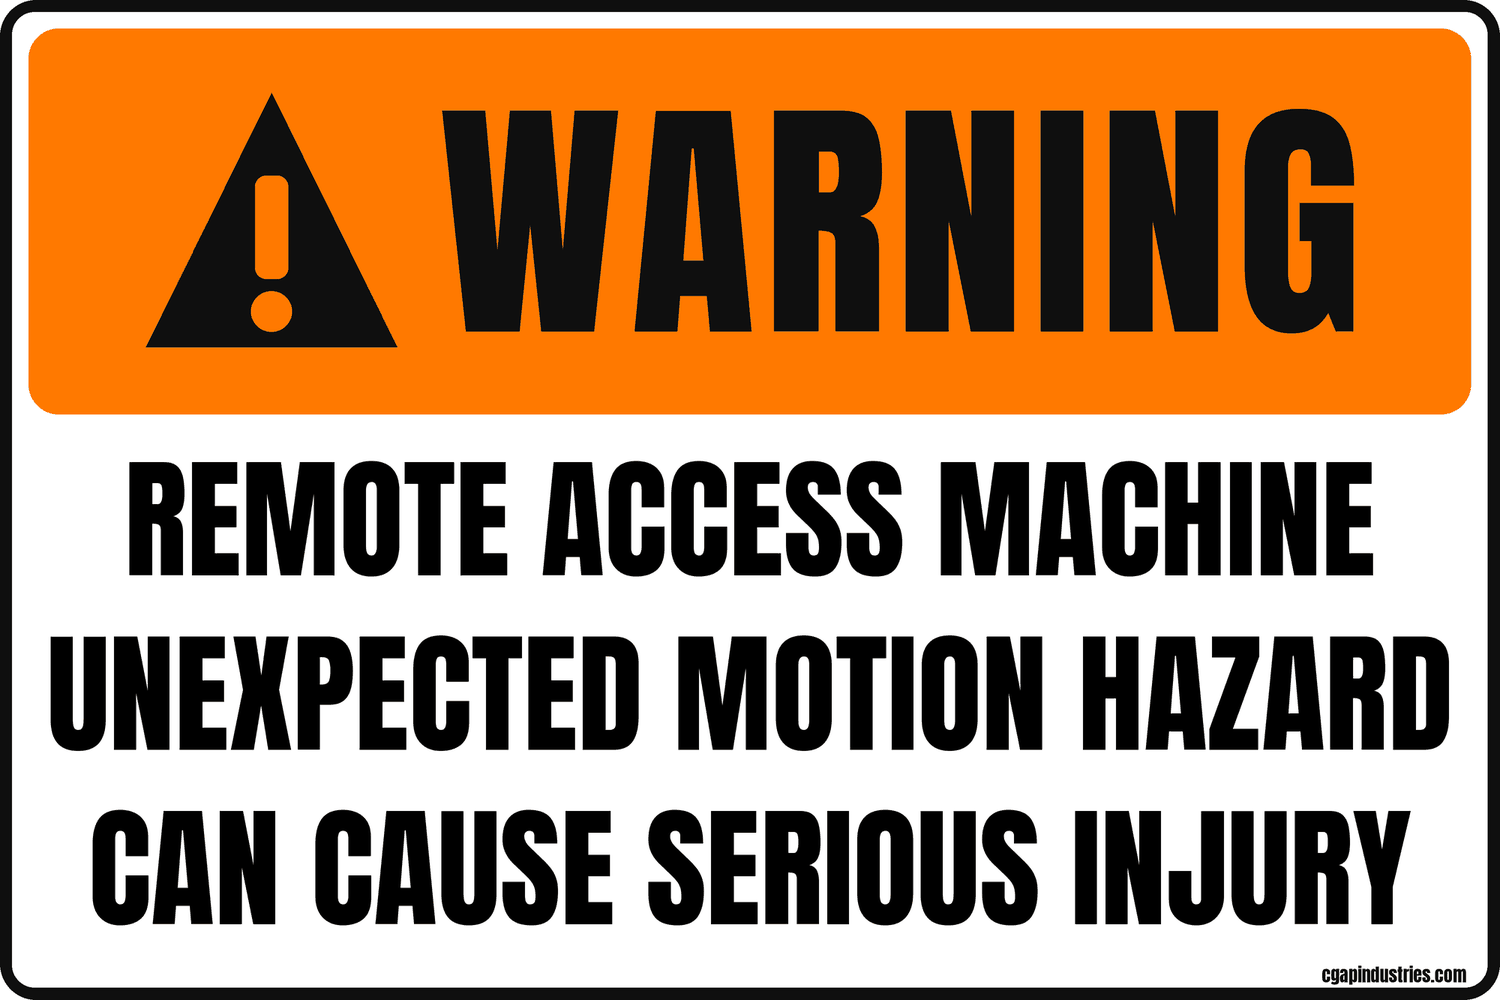 WARNING
REMOTE ACCESS MACHINE
UNEXPECTED MOTION HAZARD
CAN CAUSE SERIOUS INJURY
cgapindustries.com